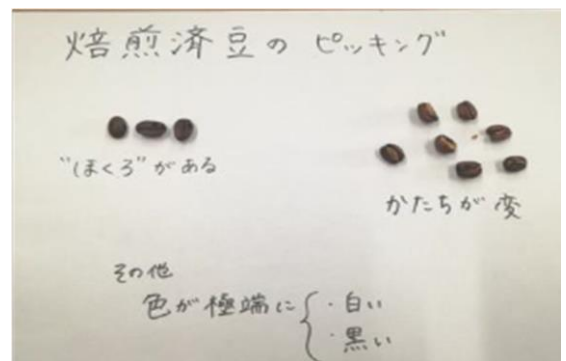 焙煎済豆のピッキング
"ほくろ"がある
かたちが変
その他
色が極端に
・白い
・黒い